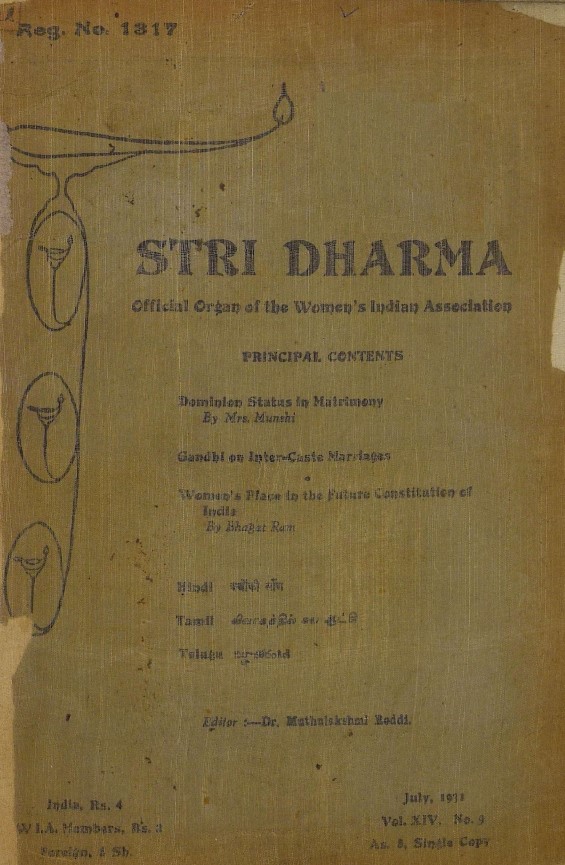 Reg. No. 1317
STRI DHARMA
Official Organ of the Women's Indian Association
PRINCIPAL CONTENTS
Dominion Status in Matrimony
By Mrs. Munshi
Gandhi on Inter-Caste Marriages
Women's Place in the Future Constitution of
India
By Bhagat Ram
Hindi
Tamil
Telugu
Editor :—Dr. Muthulakshmi Reddi.
India, Rs. 4
W I.A. Members, Rs. 3
Foreign, 6 Sh.
July, 1931
Vol. XIV, No. 9
As. 8, Single Copy